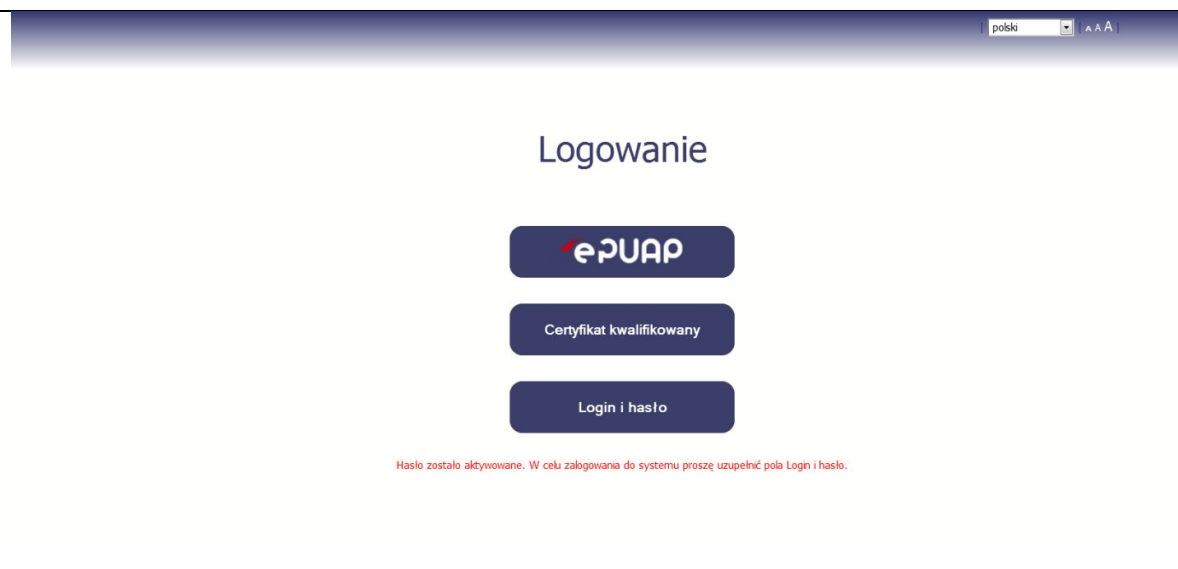 | polski | A A A |
Logowanie
ePUAP
Certyfikat kwalifikowany
Login i hasło
Hasło zostało aktywowane. W celu zalogowania do systemu proszę uzupełnić pola Login i hasło.